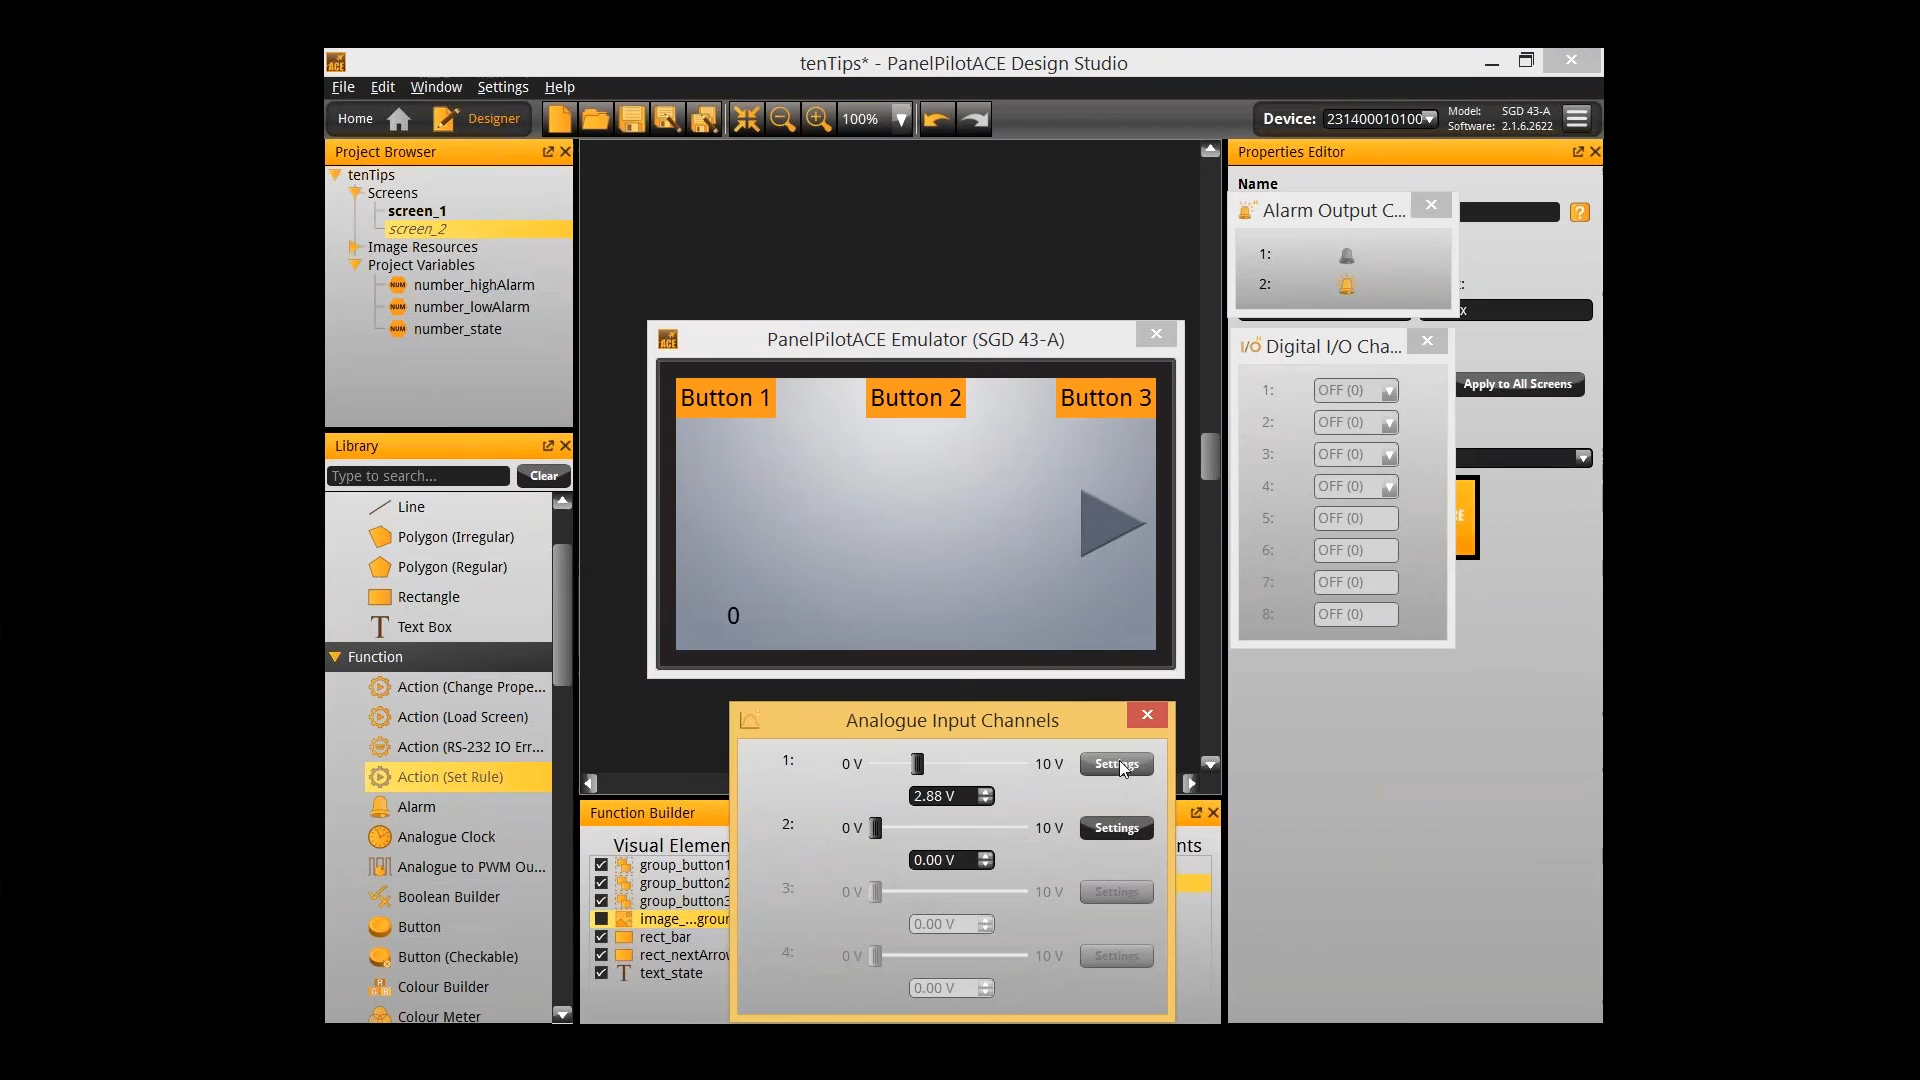 tenTips* - PanelPilotACE Design Studio
File Edit Window Settings Help
Home Designer 100% Device: 231400010100 Model: SGD 43-A
Software: 2.1.6.2622
Project Browser
tenTips
Screens
screen_1
screen_2
Image Resources
Project Variables
number_highAlarm
number_lowAlarm
number_state
Library
Type to search... Clear
Line
Polygon (Irregular)
Polygon (Regular)
Rectangle
Text Box
Function
Action (Change Prope...
Action (Load Screen)
Action (RS-232 IO Err...
Action (Set Rule)
Alarm
Analogue Clock
Analogue to PWM Ou...
Boolean Builder
Button
Button (Checkable)
Colour Builder
Colour Meter
PanelPilotACE Emulator (SGD 43-A)
Button 1 Button 2 Button 3
0
Function Builder
Visual Elemen
nts
group_button1
group_button2
group_button3
image_...groun
rect_bar
rect_nextArrow
text_state
Analogue Input Channels
1: 0 V 10 V Settings
2.88 V
2: 0 V 10 V Settings
0.00 V
3: 0 V 10 V Settings
0.00 V
4: 0 V 10 V Settings
0.00 V
Properties Editor
Name
Alarm Output C...
1:
2:
x
Digital I/O Cha...
1: OFF (0)
2: OFF (0)
3: OFF (0)
4: OFF (0)
5: OFF (0)
6: OFF (0)
7: OFF (0)
8: OFF (0)
Apply to All Screens